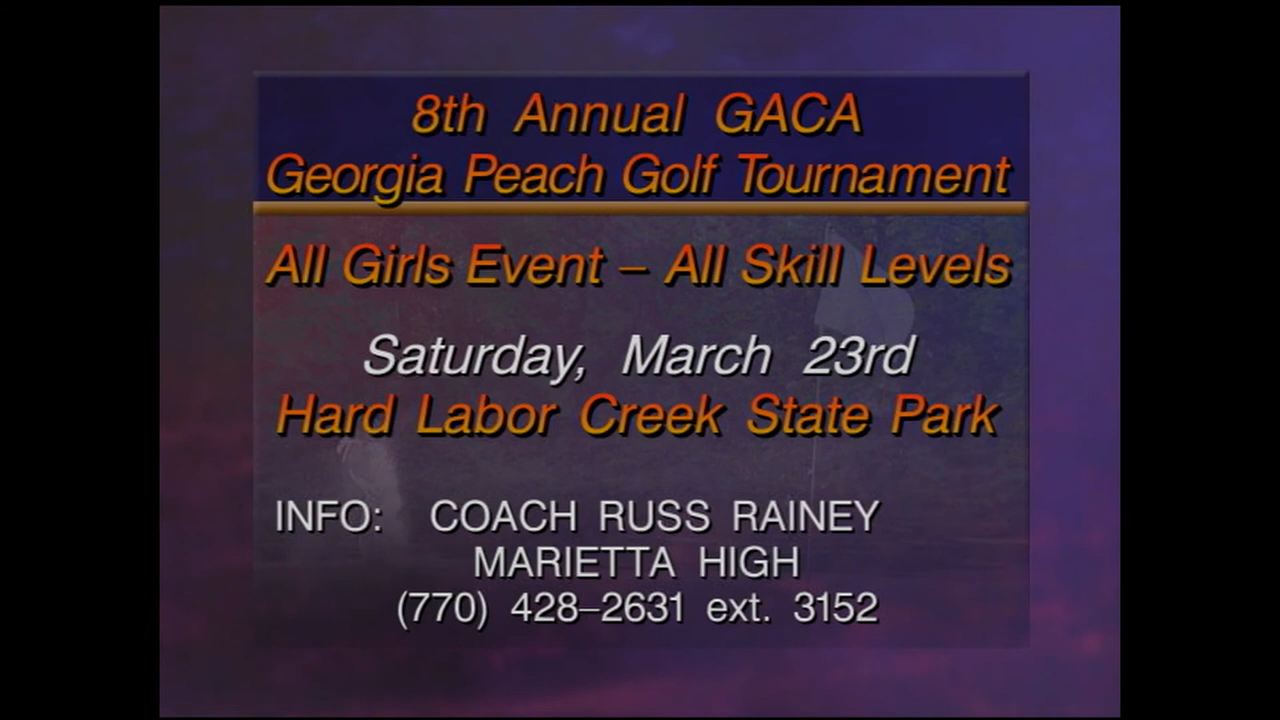 8th Annual GACA
Georgia Peach Golf Tournament
All Girls Event – All Skill Levels
Saturday, March 23rd
Hard Labor Creek State Park
INFO: COACH RUSS RAINEY
MARIETTA HIGH
(770) 428–2631 ext. 3152